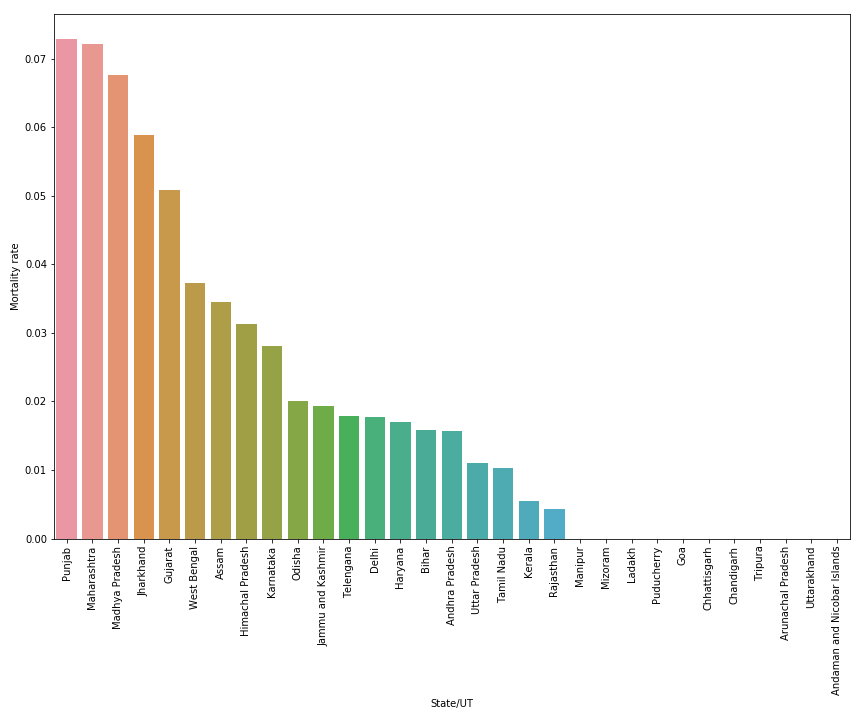 0.07
0.06
0.05
0.04
0.03
0.02
0.01
0.00
Mortality rate
Punjab
Maharashtra
Madhya Pradesh
Jharkhand
Gujarat
West Bengal
Assam
Himachal Pradesh
Karnataka
Odisha
Jammu and Kashmir
Telengana
Delhi
Haryana
Bihar
Andhra Pradesh
Uttar Pradesh
Tamil Nadu
Kerala
Rajasthan
Manipur
Mizoram
Ladakh
Puducherry
Goa
Chhattisgarh
Chandigarh
Tripura
Arunachal Pradesh
Uttarakhand
Andaman and Nicobar Islands
State/UT